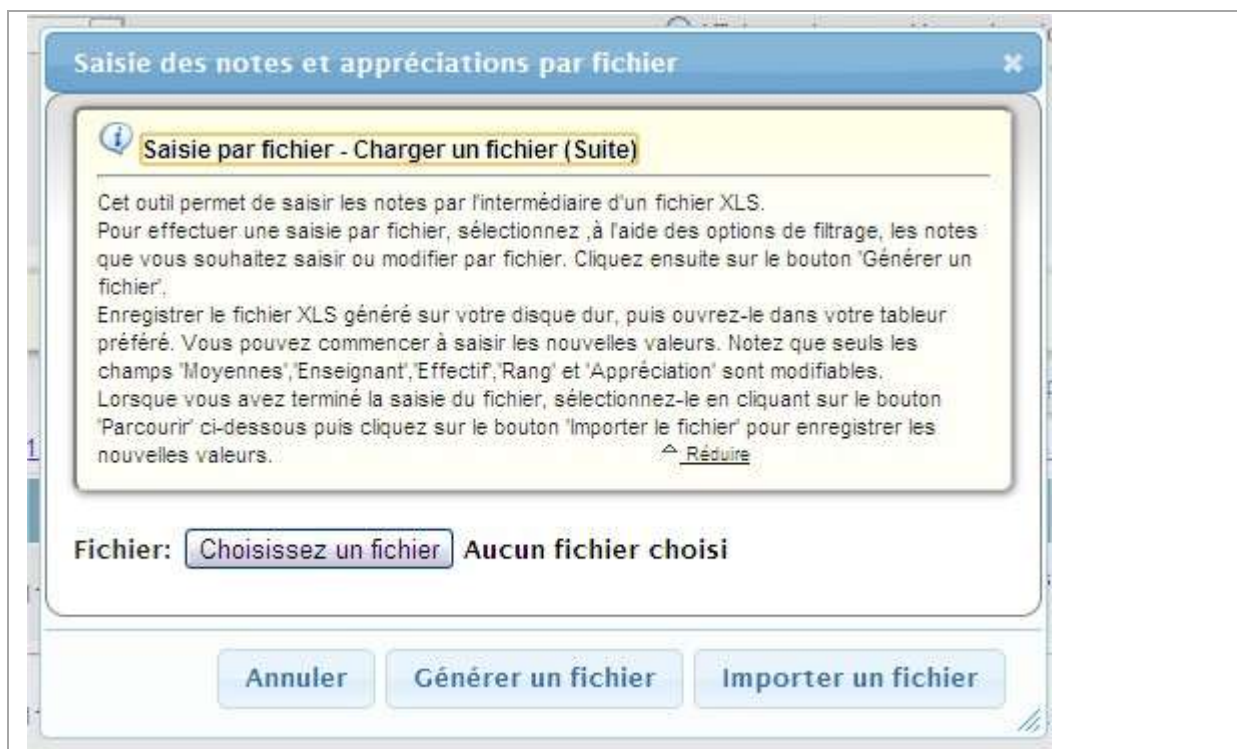 Saisie des notes et appréciations par fichier
Saisie par fichier - Charger un fichier (Suite)
Cet outil permet de saisir les notes par l'intermédiaire d'un fichier XLS.
Pour effectuer une saisie par fichier, sélectionnez ,à l'aide des options de filtrage, les notes
que vous souhaitez saisir ou modifier par fichier. Cliquez ensuite sur le bouton 'Générer un
fichier'.
Enregistrer le fichier XLS généré sur votre disque dur, puis ouvrez-le dans votre tableur
préféré. Vous pouvez commencer à saisir les nouvelles valeurs. Notez que seuls les
champs 'Moyennes','Enseignant','Effectif','Rang' et 'Appréciation' sont modifiables.
Lorsque vous avez terminé la saisie du fichier, sélectionnez-le en cliquant sur le bouton
'Parcourir' ci-dessous puis cliquez sur le bouton 'Importer le fichier' pour enregistrer les
nouvelles valeurs. Réduire
Fichier: Choisissez un fichier Aucun fichier choisi
Annuler Générer un fichier Importer un fichier